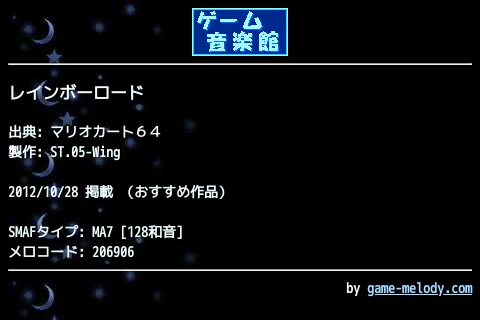 ゲーム
音楽館
レインボーロード
出典: マリオカート６４
製作: ST.05-Wing
2012/10/28 掲載 (おすすめ作品)
SMAFタイプ: MA7 [128和音]
メロコード: 206906
by game-melody.com